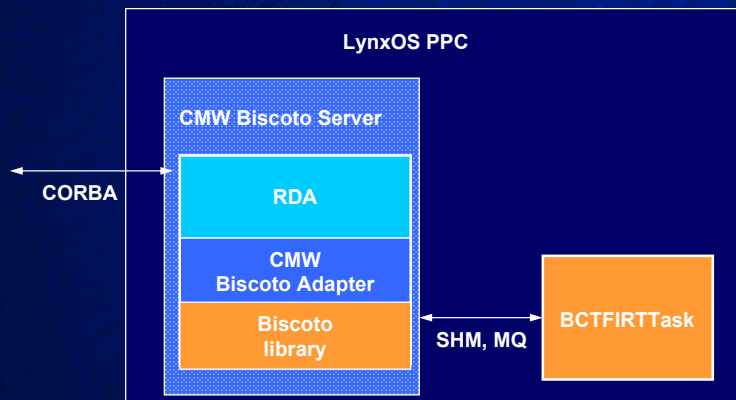 LynxOS PPC
CMW Biscoto Server
CORBA
RDA
CMW
Biscoto Adapter
Biscoto
library
SHM, MQ
BCTFIRTTask